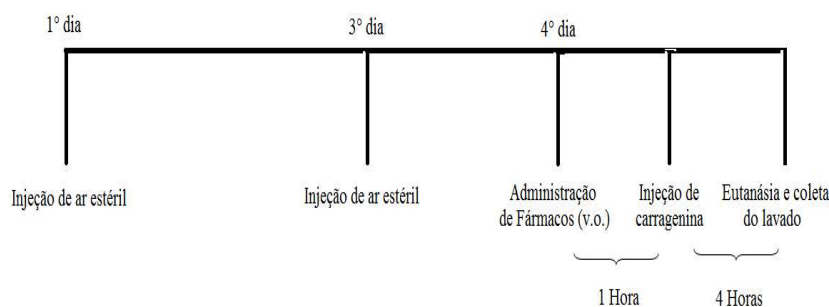 1° dia
3° dia
4° dia
Injeção de ar estéril
Injeção de ar estéril
Administração
de Fármacos (v.o.)
Injeção de
carragenina
Eutanásia e coleta
do lavado
1 Hora
4 Horas